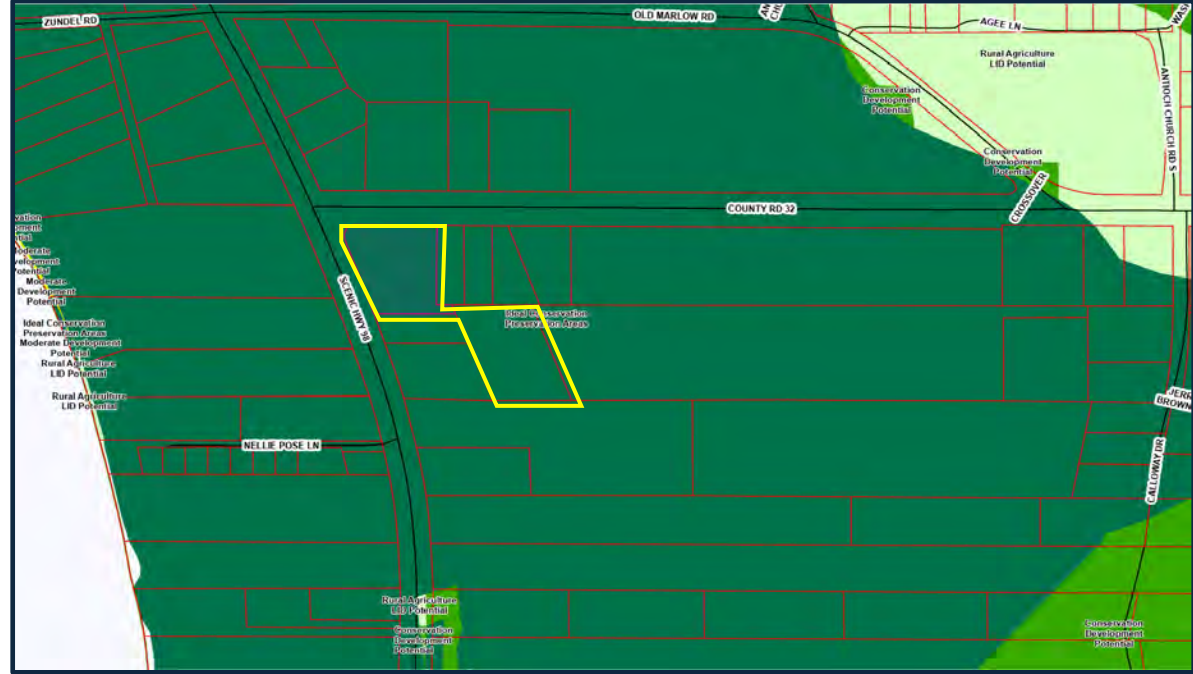 ZUNDEL RD
OLD MARLOW RD
AGEE LN
Rural Agriculture
LID Potential
ANTIOCH CHURCH RD S
Conservation
Development
Potential
Conservation
Development
Potential
CROSSOVER
COUNTY RD 32
SCENIC HWY 98
Ideal Conservation
Preservation Areas
Moderate
Development
Potential
Ideal Conservation
Preservation Areas
Moderate Development
Potential
Rural Agriculture
LID Potential
Rural Agriculture
LID Potential
NELLIE POSE LN
BROWN
CALLOWAY DR
Rural Agriculture
LID Potential
Conservation
Development
Potential
Conservation
Development
Potential